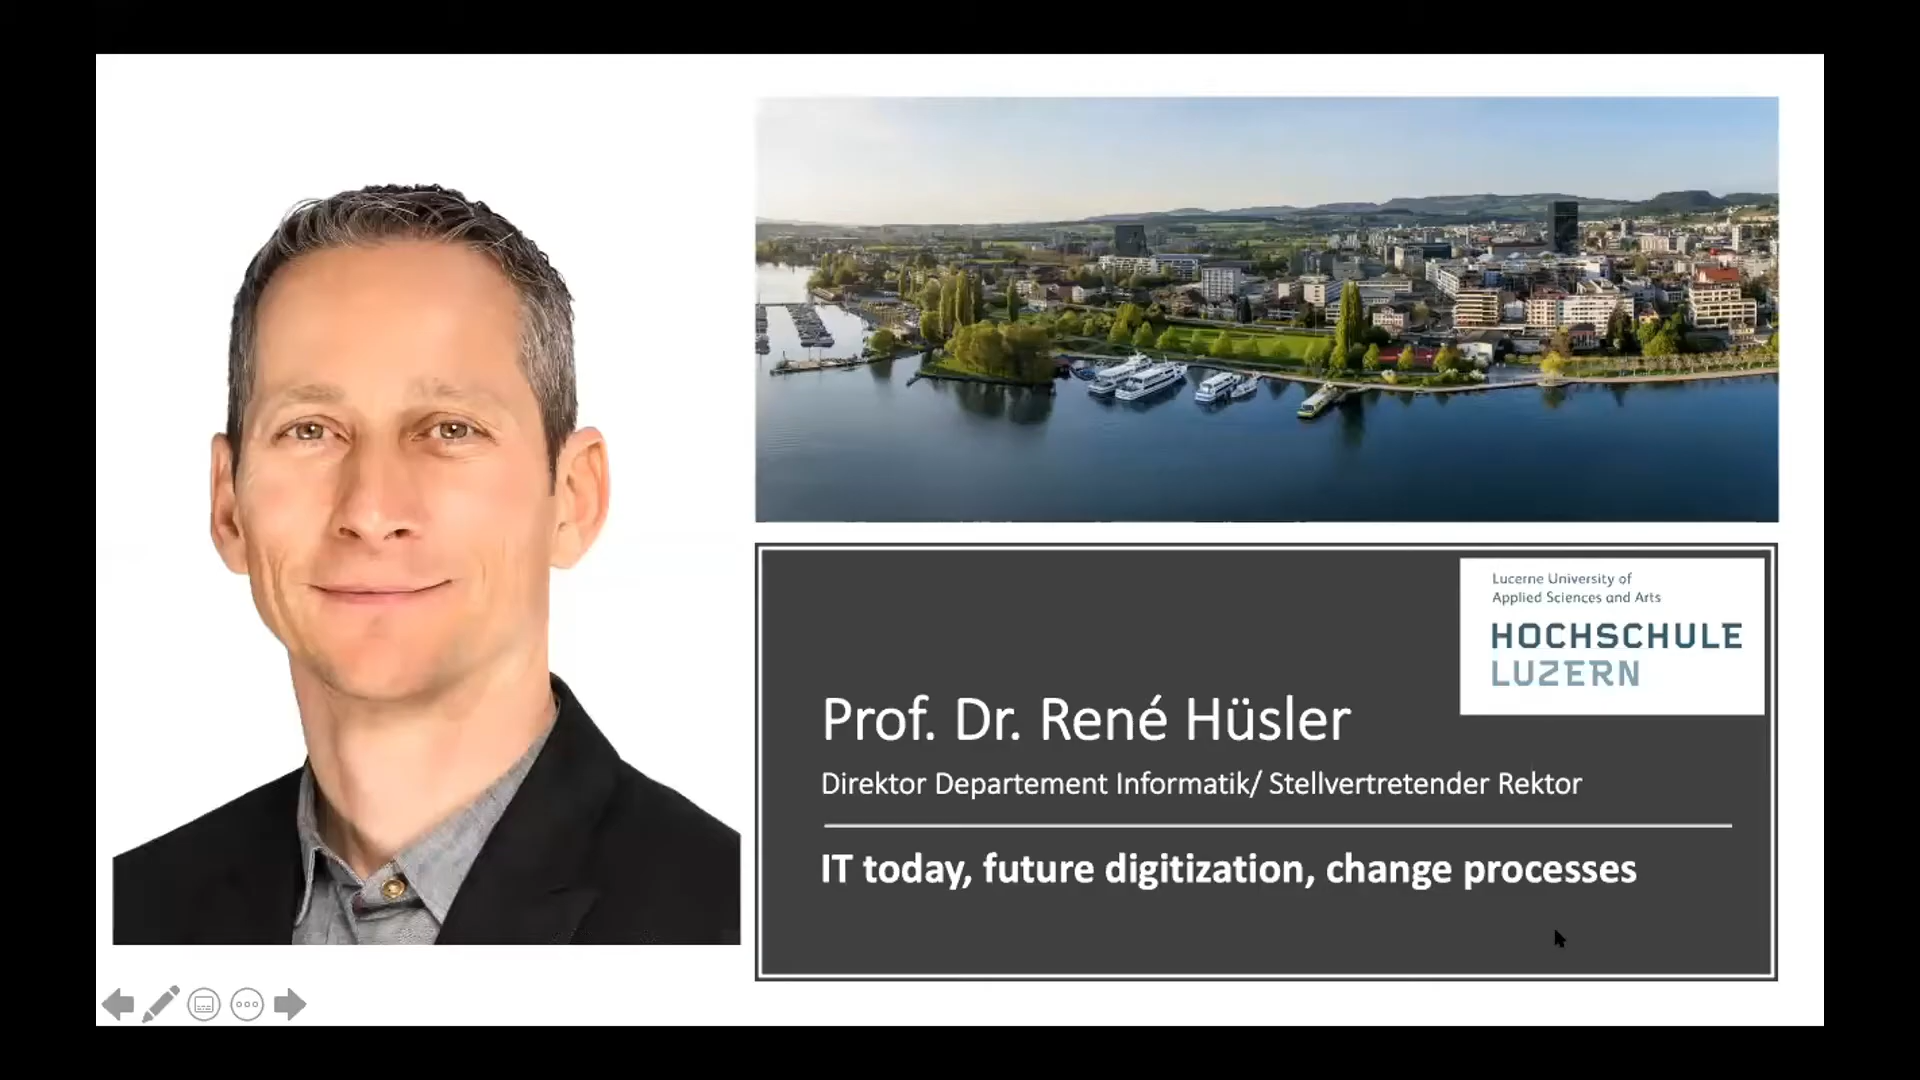 Lucerne University of
Applied Sciences and Arts
HOCHSCHULE
LUZERN
Prof. Dr. René Hüsler
Direktor Departement Informatik/ Stellvertretender Rektor
IT today, future digitization, change processes